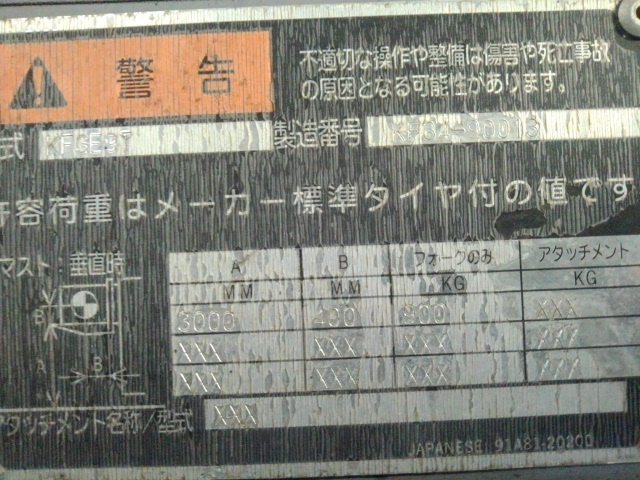 警告
不適切な操作や整備は傷害や死亡事故
の原因となる可能性があります。
式 製造番号
許容荷重はメーカー標準タイヤ付の値です
マスト:垂直時
A B フォークのみ アタッチメント
MM MM KG KG
3000 400 900 XXX
XXX XXX XXX XXX
XXX XXX XXX XXX
B
A B
アタッチメント名称/型式 XXX
JAPANESE 91A81-20200